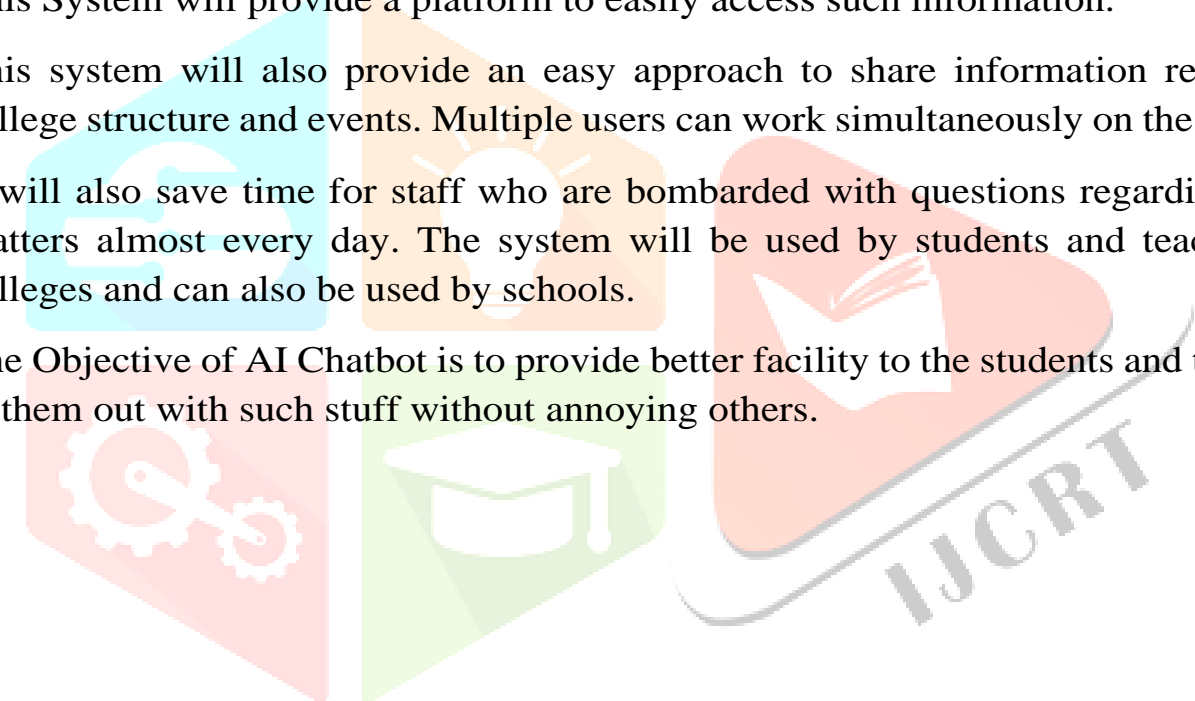 his System will provide a platform to easily access such information.
his system will also provide an easy approach to share information re
llege structure and events. Multiple users can work simultaneously on the
will also save time for staff who are bombarded with questions regardi
atters almost every day. The system will be used by students and teac
lleges and can also be used by schools.
he Objective of AI Chatbot is to provide better facility to the students and t
them out with such stuff without annoying others.
IJCRT